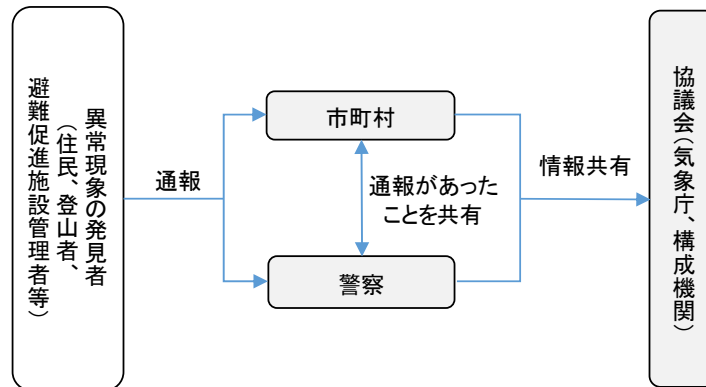 異常現象の発見者
（住民、登山者、
避難促進施設管理者等）
通報
市町村
通報があった
ことを共有
警察
情報共有
協議会（気象庁、構成機関）